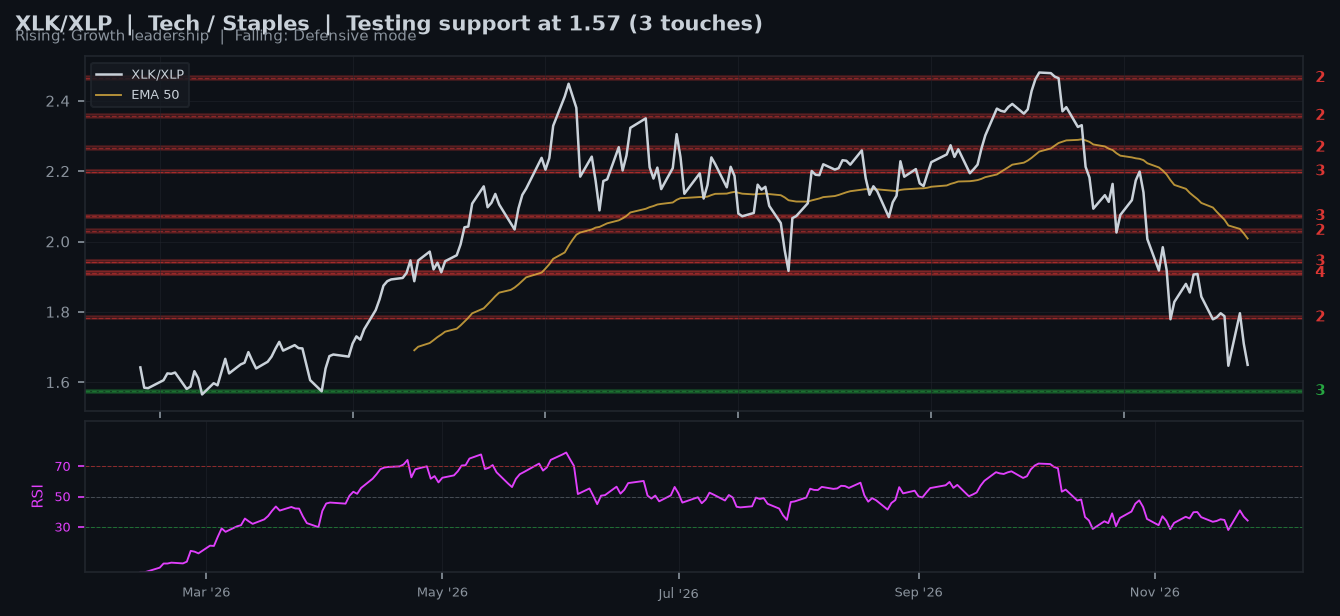 XLK/XLP | Tech / Staples | Testing support at 1.57 (3 touches)
Rising: Growth leadership | Falling: Defensive mode
XLK/XLP
EMA 50
2.4
2.2
2.0
1.8
1.6
2
2
2
3
3
2
3
4
2
3
RSI
70
50
30
Mar '26
May '26
Jul '26
Sep '26
Nov '26